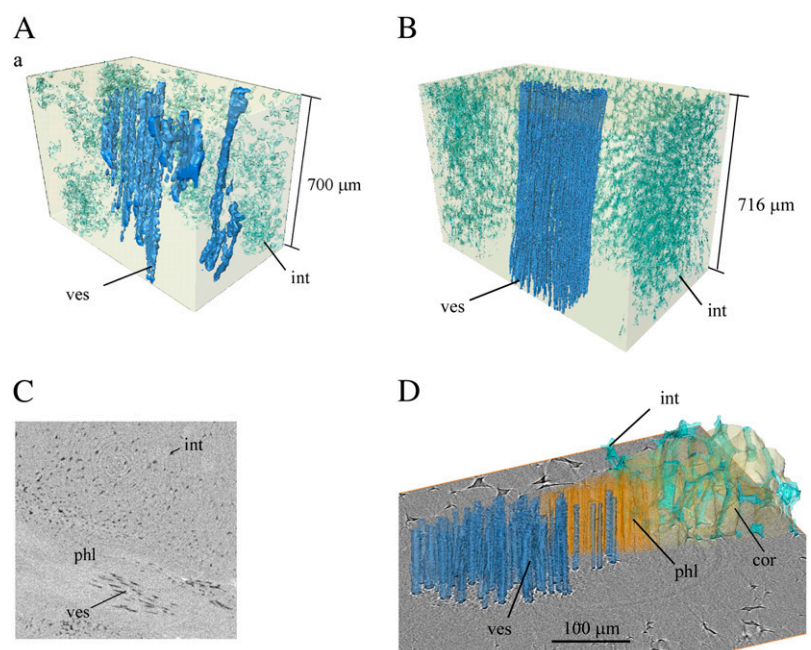 A
a
700 µm
ves
int
B
716 µm
ves
int
C
int
phl
ves
D
int
cor
phl
ves
100 µm